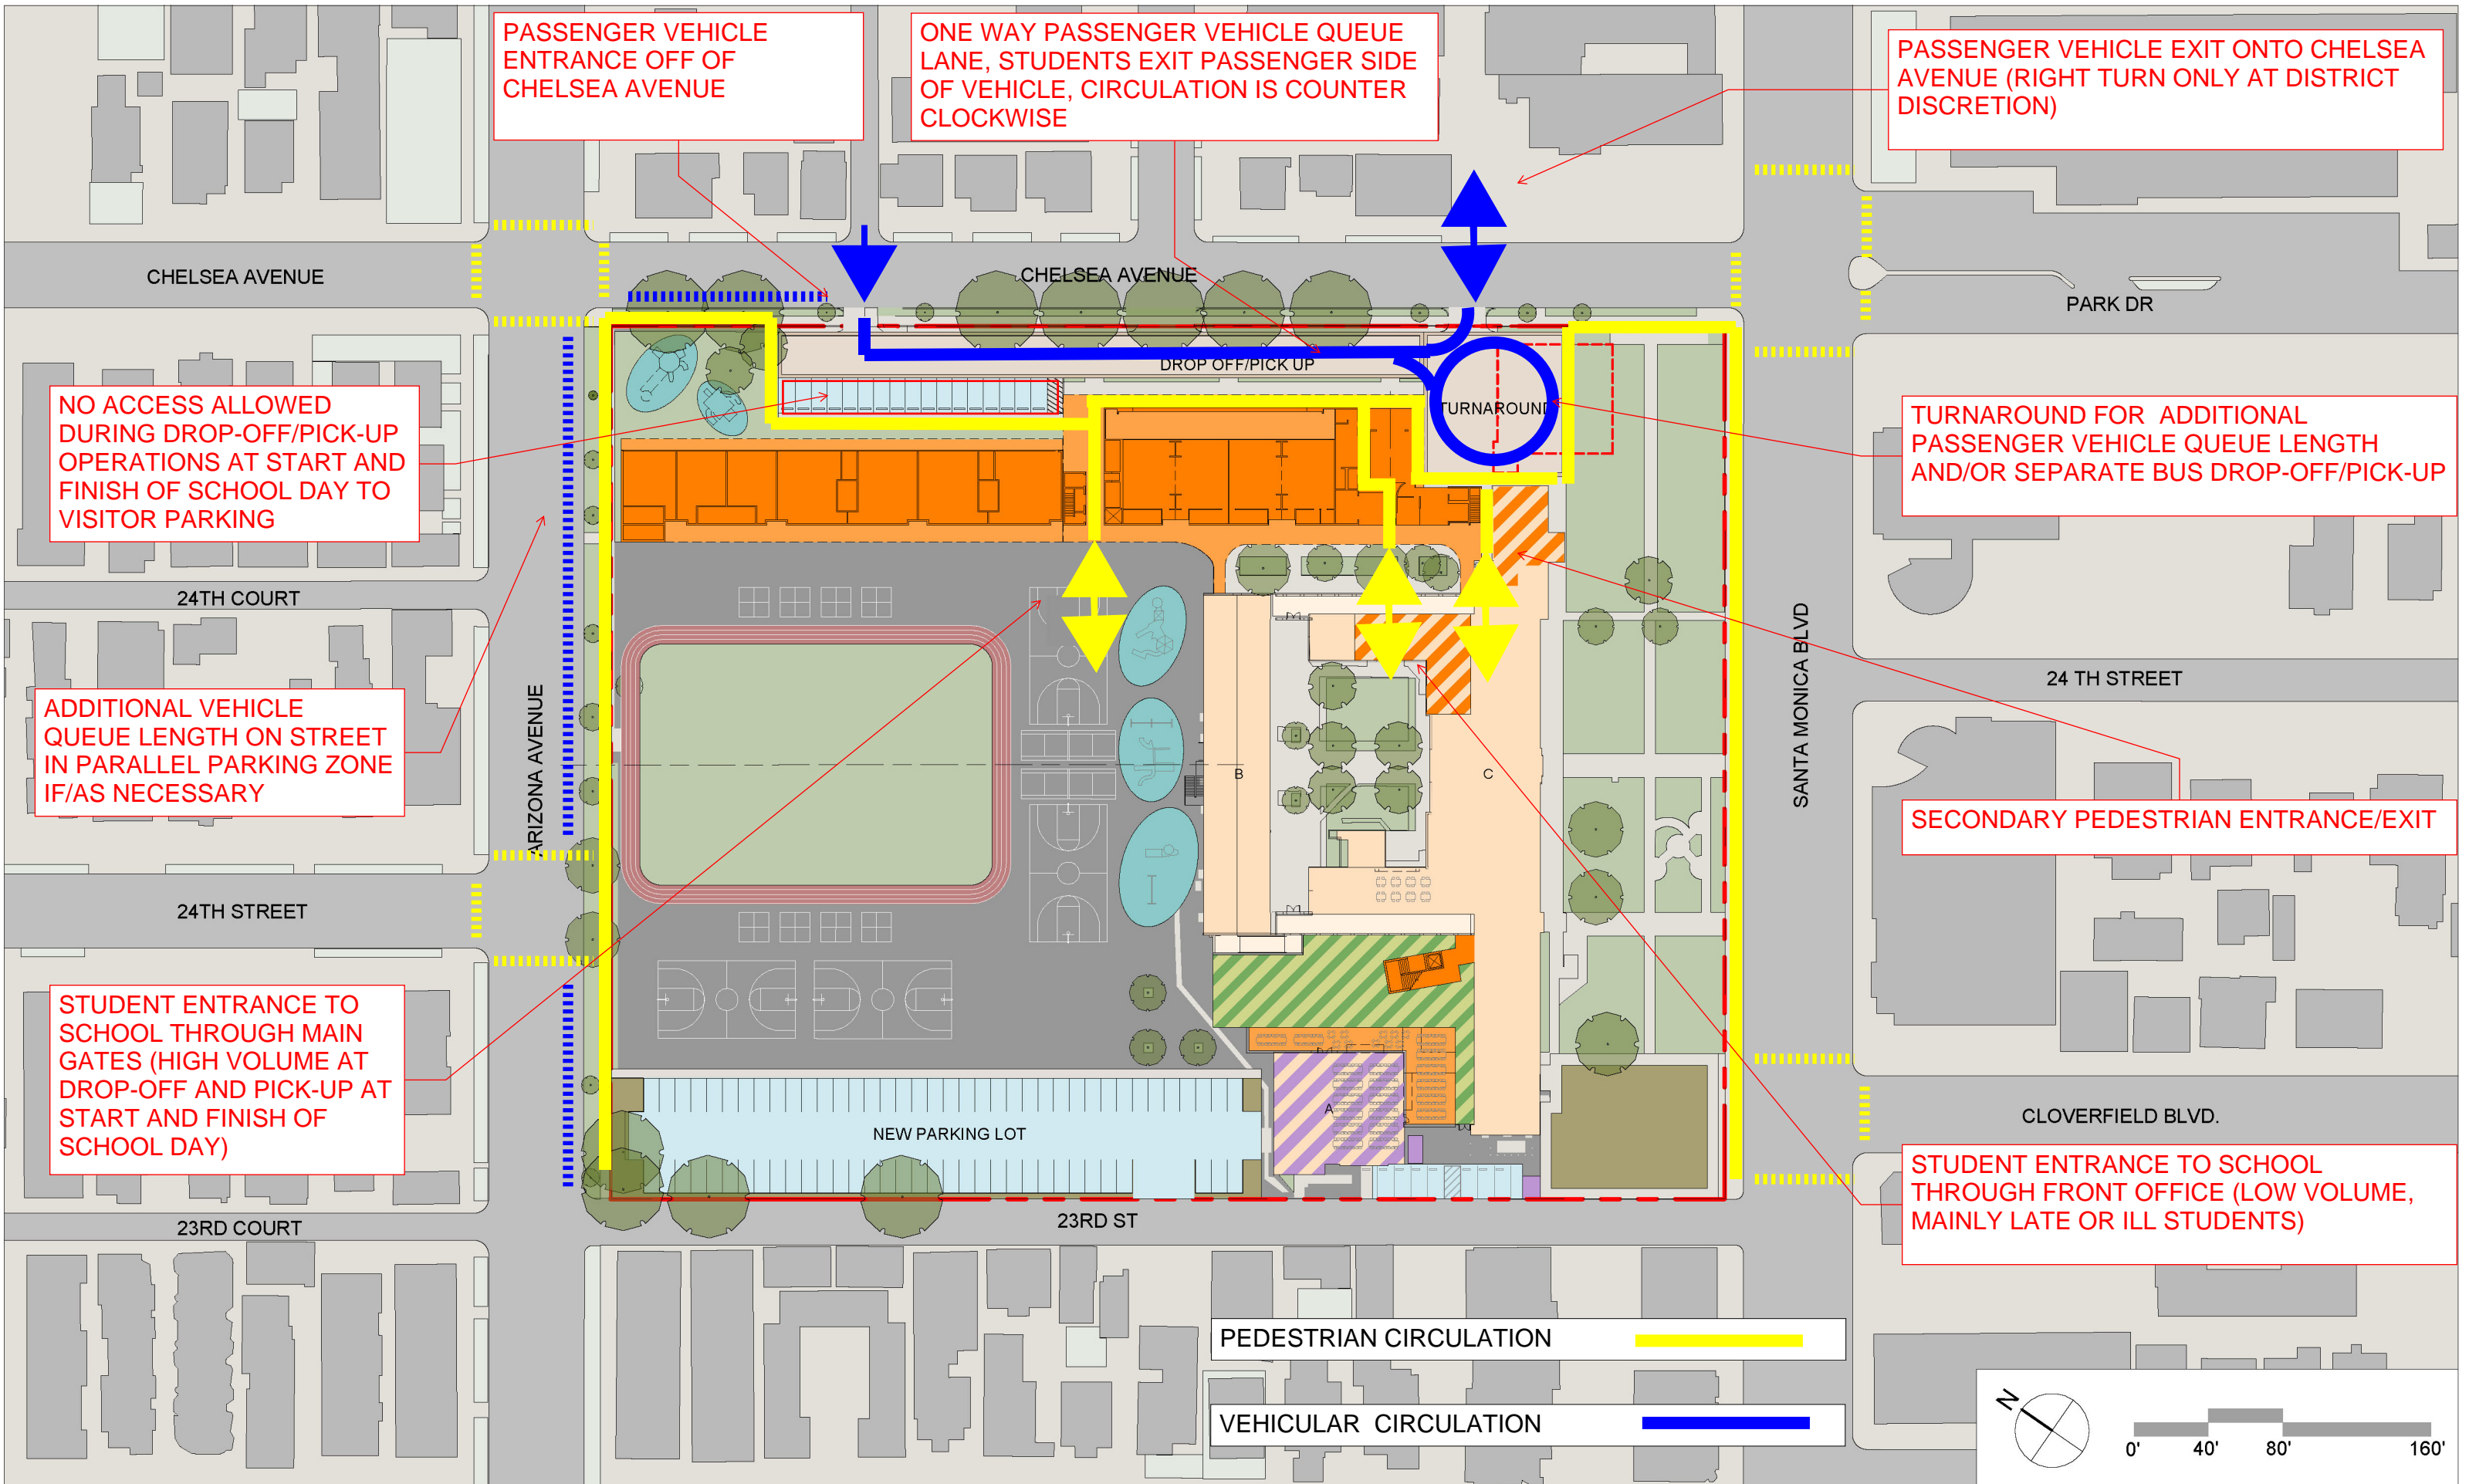 PASSENGER VEHICLE
ENTRANCE OFF OF
CHELSEA AVENUE
ONE WAY PASSENGER VEHICLE QUEUE
LANE, STUDENTS EXIT PASSENGER SIDE
OF VEHICLE, CIRCULATION IS COUNTER
CLOCKWISE
PASSENGER VEHICLE EXIT ONTO CHELSEA
AVENUE (RIGHT TURN ONLY AT DISTRICT
DISCRETION)
CHELSEA AVENUE
CHELSEA AVENUE
PARK DR
DROP OFF/PICK UP
TURNAROUND
NO ACCESS ALLOWED
DURING DROP-OFF/PICK-UP
OPERATIONS AT START AND
FINISH OF SCHOOL DAY TO
VISITOR PARKING
TURNAROUND FOR ADDITIONAL
PASSENGER VEHICLE QUEUE LENGTH
AND/OR SEPARATE BUS DROP-OFF/PICK-UP
24TH COURT
24 TH STREET
ADDITIONAL VEHICLE
QUEUE LENGTH ON STREET
IN PARALLEL PARKING ZONE
IF/AS NECESSARY
ARIZONA AVENUE
SANTA MONICA BLVD
B
C
SECONDARY PEDESTRIAN ENTRANCE/EXIT
24TH STREET
STUDENT ENTRANCE TO
SCHOOL THROUGH MAIN
GATES (HIGH VOLUME AT
DROP-OFF AND PICK-UP AT
START AND FINISH OF
SCHOOL DAY)
A
NEW PARKING LOT
CLOVERFIELD BLVD.
STUDENT ENTRANCE TO SCHOOL
THROUGH FRONT OFFICE (LOW VOLUME,
MAINLY LATE OR ILL STUDENTS)
23RD COURT
23RD ST
PEDESTRIAN CIRCULATION
VEHICULAR CIRCULATION
N
0' 40' 80' 160'